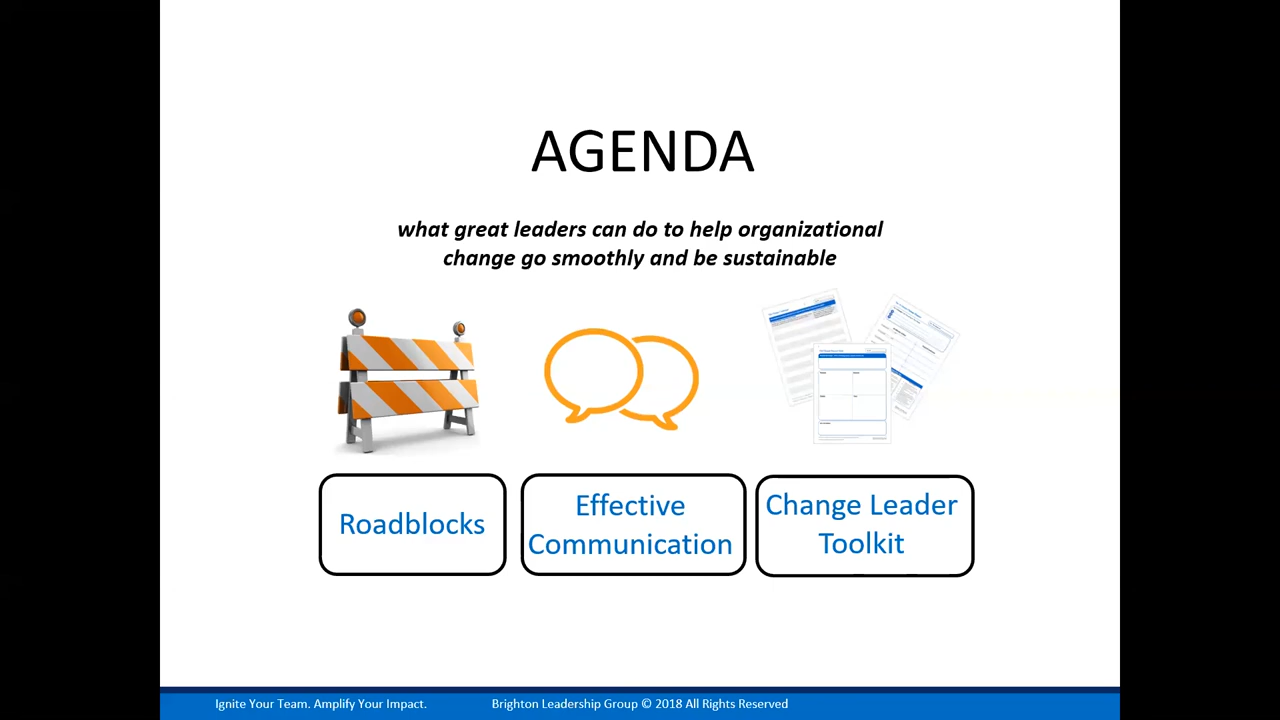 AGENDA
what great leaders can do to help organizational
change go smoothly and be sustainable
Roadblocks
Effective
Communication
Change Leader
Toolkit
Ignite Your Team. Amplify Your Impact.
Brighton Leadership Group © 2018 All Rights Reserved